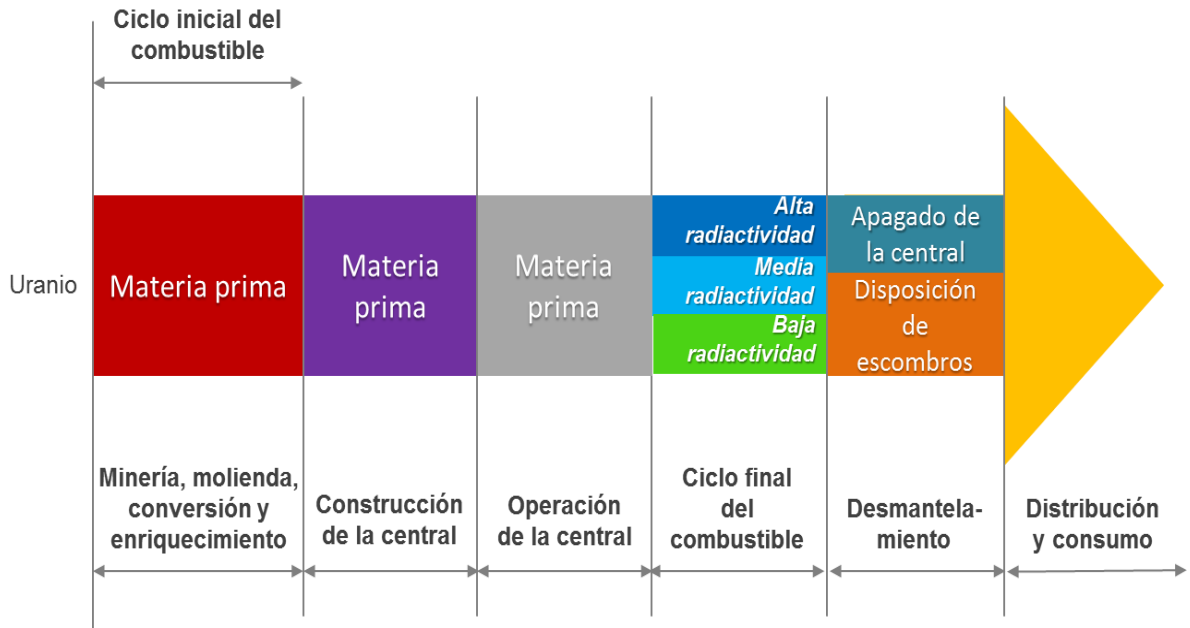 Ciclo inicial del
combustible
Uranio
Materia prima
Materia
prima
Materia
prima
Alta
radiactividad
Media
radiactividad
Baja
radiactividad
Apagado de
la central
Disposición
de
escombros
Minería, molienda,
conversión y
enriquecimiento
Construcción
de la central
Operación
de la central
Ciclo final
del
combustible
Desmantela-
miento
Distribución
y consumo